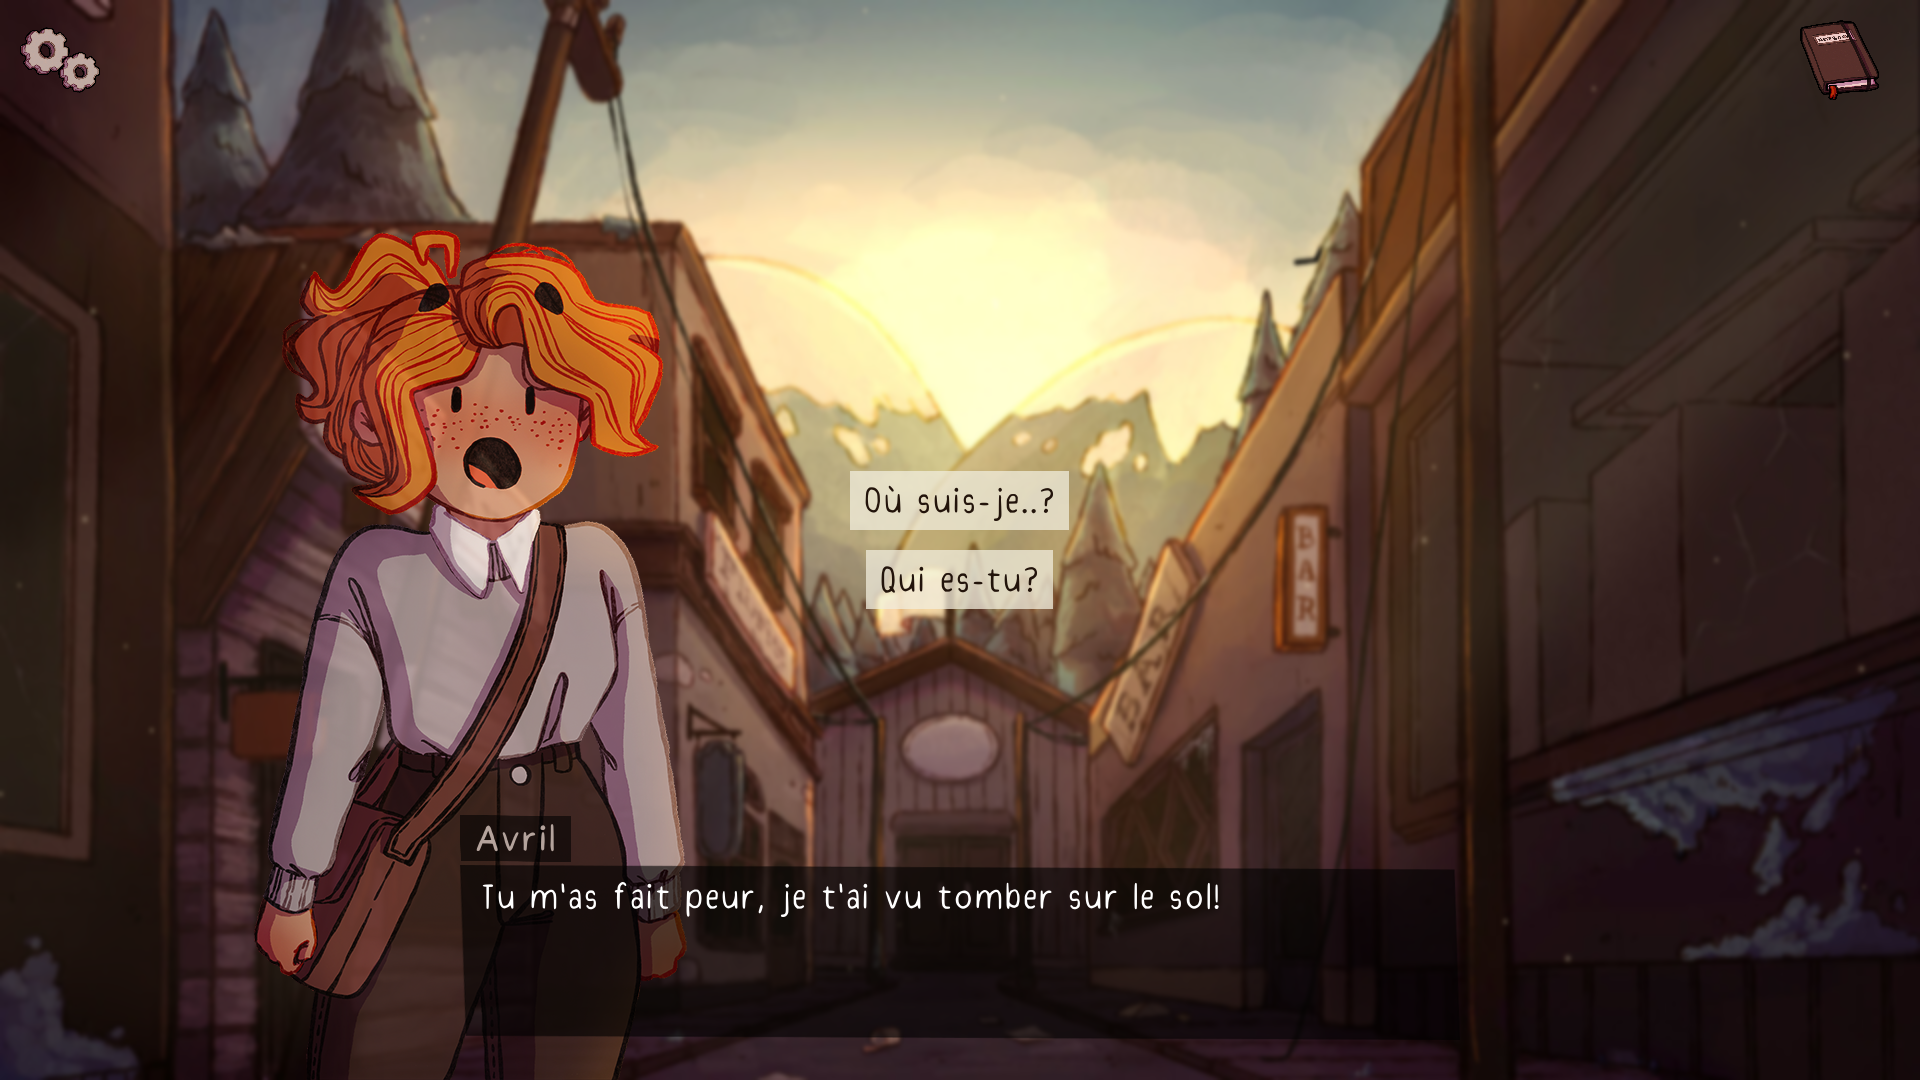 Où suis-je..?
Qui es-tu?
BAR
BAR
Avril
Tu m'as fait peur, je t'ai vu tomber sur le sol!